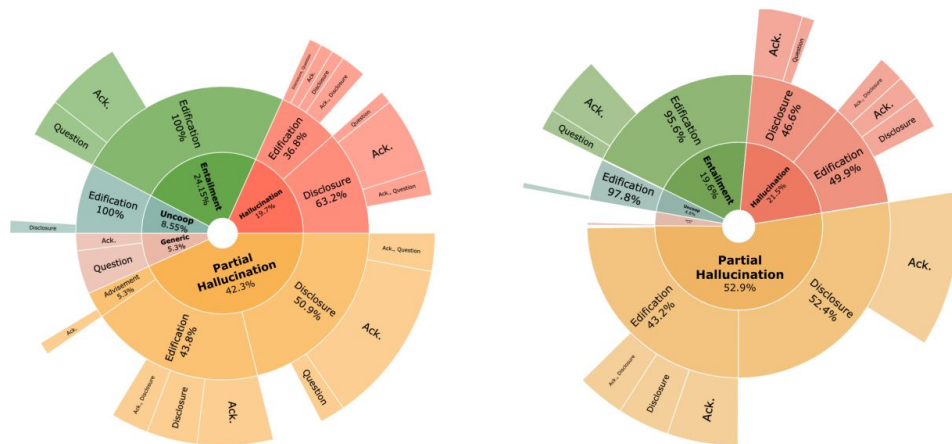 Ack.
Question
Edification
100%
Entailment
24.15%
Edification
100%
Uncoop
8.55%
Disclosure
Generic
5.3%
Ack.
Question
Advisement
5.3%
Ack.
Edification
43.8%
Ack., Disclosure
Disclosure
Ack.
Partial
Hallucination
42.3%
Disclosure
50.9%
Question
Ack.
Ack., Question
Hallucination
19.7%
Disclosure
63.2%
Ack., Question
Ack.
Question
Edification
36.8%
Ack., Disclosure
Disclosure
Ack.
Ack.
Question
Edification
95.6%
Entailment
19.6%
Edification
97.8%
Uncoop
Hallucination
21.5%
Disclosure
46.6%
Ack.
Question
Edification
49.9%
Ack., Disclosure
Ack.
Disclosure
Partial
Hallucination
52.9%
Disclosure
52.4%
Ack.
Edification
43.2%
Ack., Disclosure
Disclosure
Ack.